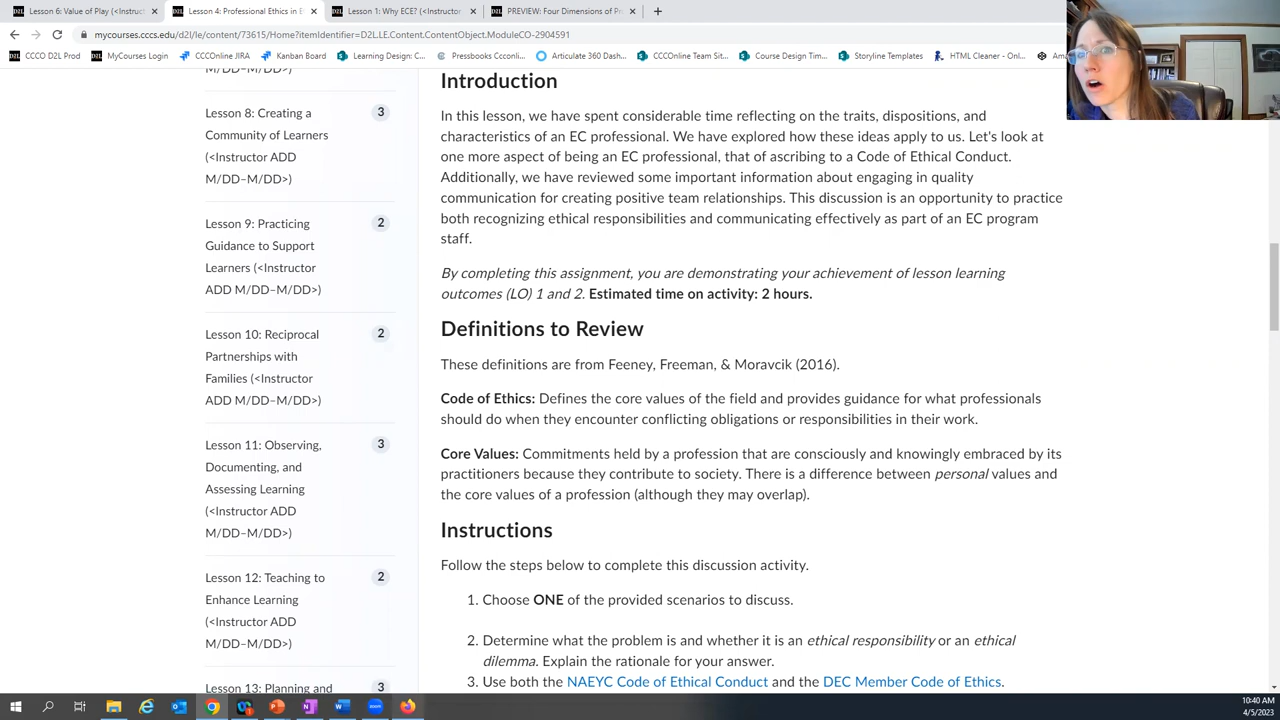 Lesson 6: Value of Play (<Instruct
Lesson 4: Professional Ethics in E
Lesson 1: Why ECE? (<Instructor
PREVIEW: Four Dimensions of Pr
mycourses.cccs.edu/d2l/le/content/73615/Home?itemIdentifier=D2L.LE.Content.ContentObject.ModuleCO-2904591
CCCO D2L Prod
MyCourses Login
CCCOnline JIRA
Kanban Board
Learning Design: C...
Pressbooks Ccconli...
Articulate 360 Dash...
CCCOnline Team Sit...
Course Design Tim...
Storyline Templates
HTML Cleaner - Onl...
M/DD–M/DD>)
Lesson 8: Creating a
Community of Learners
(<Instructor ADD
M/DD–M/DD>)
3
Lesson 9: Practicing
Guidance to Support
Learners (<Instructor
ADD M/DD–M/DD>)
2
Lesson 10: Reciprocal
Partnerships with
Families (<Instructor
ADD M/DD–M/DD>)
2
Lesson 11: Observing,
Documenting, and
Assessing Learning
(<Instructor ADD
M/DD–M/DD>)
3
Lesson 12: Teaching to
Enhance Learning
(<Instructor ADD
M/DD–M/DD>)
2
Lesson 13: Planning and
3
Introduction
In this lesson, we have spent considerable time reflecting on the traits, dispositions, and
characteristics of an EC professional. We have explored how these ideas apply to us. Let's look at
one more aspect of being an EC professional, that of ascribing to a Code of Ethical Conduct.
Additionally, we have reviewed some important information about engaging in quality
communication for creating positive team relationships. This discussion is an opportunity to practice
both recognizing ethical responsibilities and communicating effectively as part of an EC program
staff.
By completing this assignment, you are demonstrating your achievement of lesson learning
outcomes (LO) 1 and 2. Estimated time on activity: 2 hours.
Definitions to Review
These definitions are from Feeney, Freeman, & Moravcik (2016).
Code of Ethics: Defines the core values of the field and provides guidance for what professionals
should do when they encounter conflicting obligations or responsibilities in their work.
Core Values: Commitments held by a profession that are consciously and knowingly embraced by its
practitioners because they contribute to society. There is a difference between personal values and
the core values of a profession (although they may overlap).
Instructions
Follow the steps below to complete this discussion activity.
1. Choose ONE of the provided scenarios to discuss.
2. Determine what the problem is and whether it is an ethical responsibility or an ethical
dilemma. Explain the rationale for your answer.
3. Use both the NAEYC Code of Ethical Conduct and the DEC Member Code of Ethics.
10:40 AM
4/5/2023